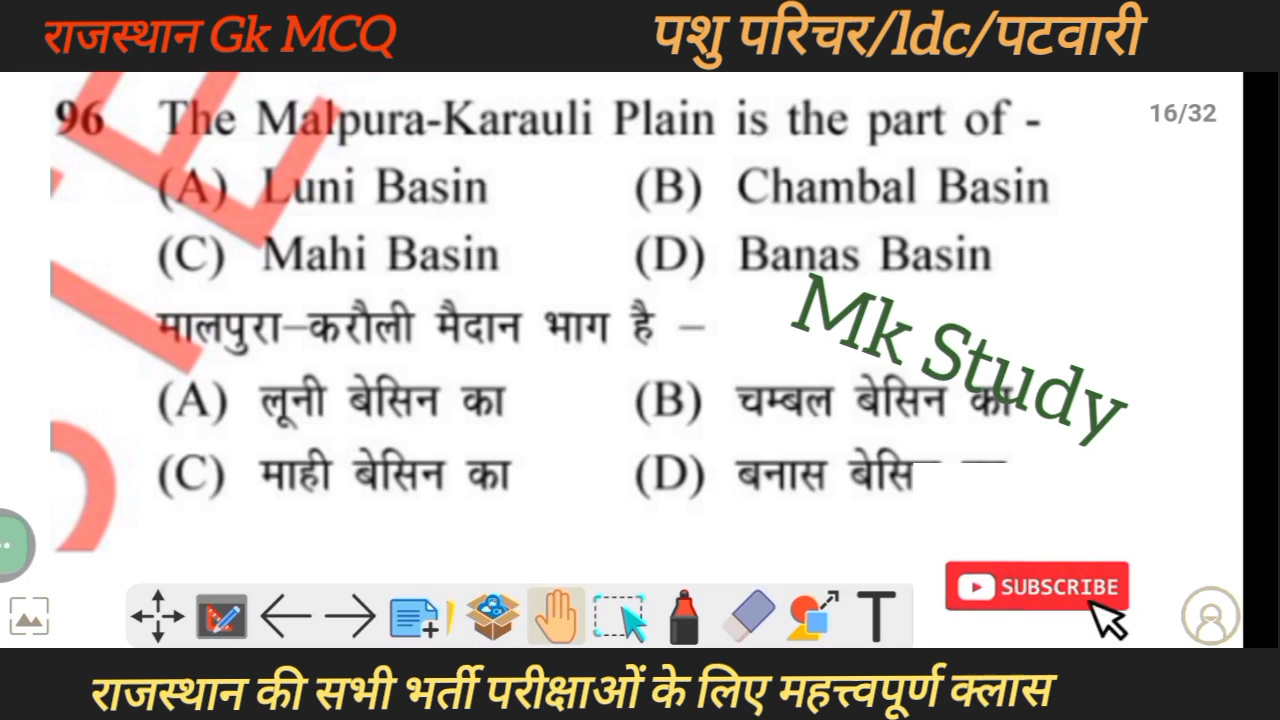 राजस्थान Gk MCQ
पशु परिचर/ldc/पटवारी
96 The Malpura-Karauli Plain is the part of -
16/32
(A) Luni Basin (B) Chambal Basin
(C) Mahi Basin (D) Banas Basin
मालपुरा–करौली मैदान भाग है –
(A) लूनी बेसिन का (B) चम्बल बेसिन का
(C) माही बेसिन का (D) बनास बेसि
Mk Study
SUBSCRIBE
राजस्थान की सभी भर्ती परीक्षाओं के लिए महत्त्वपूर्ण क्लास